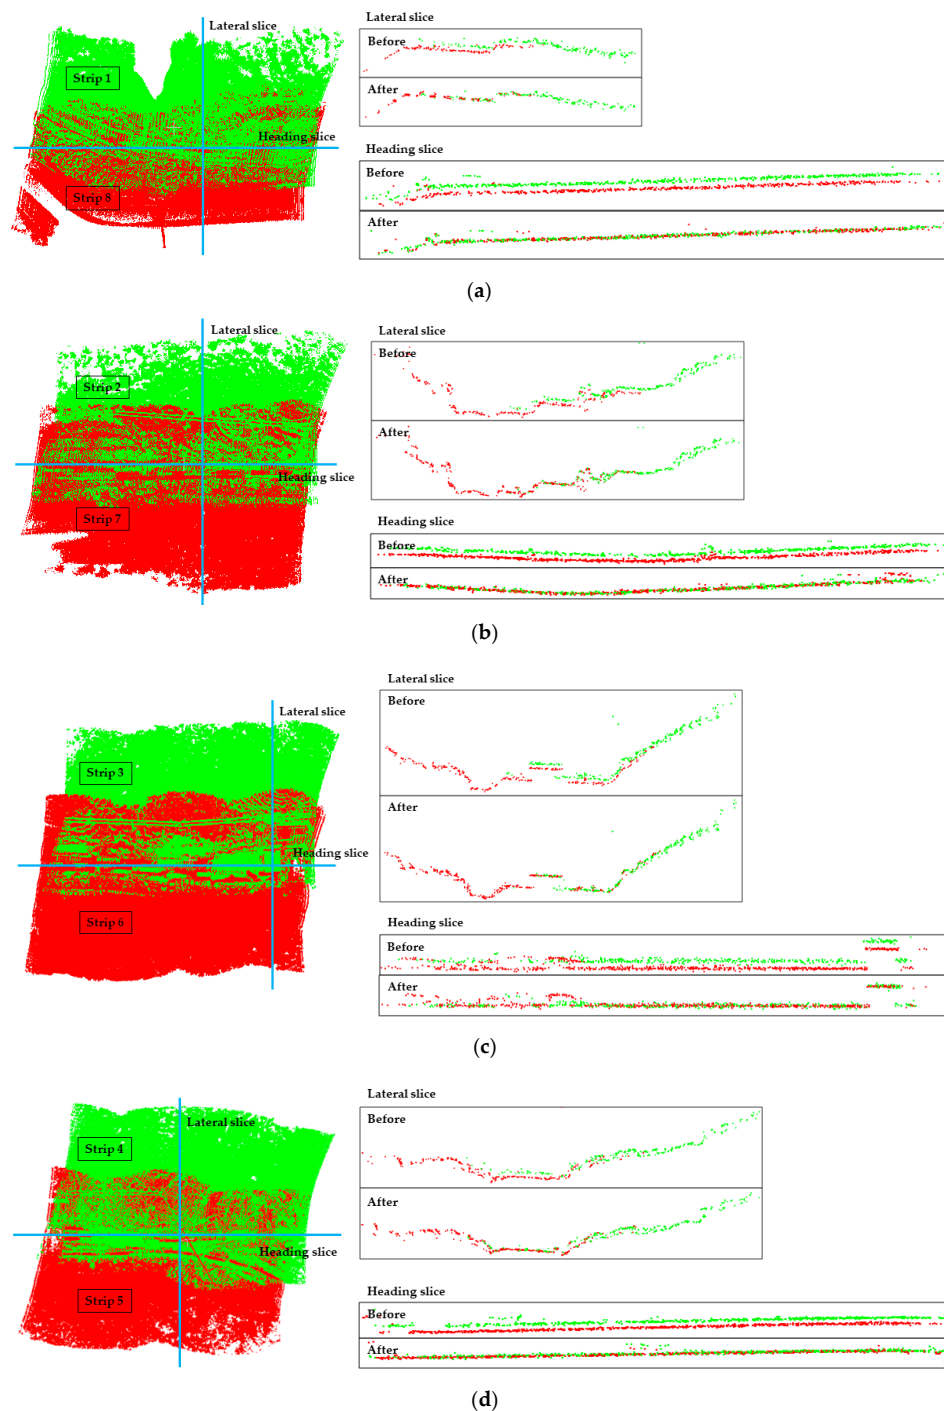 Lateral slice
Strip 1
Heading slice
Strip 8
Lateral slice
Before
After
Heading slice
Before
After
(a)
Lateral slice
Strip 2
Heading slice
Strip 7
Lateral slice
Before
After
Heading slice
Before
After
(b)
Lateral slice
Strip 3
Heading slice
Strip 6
Lateral slice
Before
After
Heading slice
Before
After
(c)
Lateral slice
Strip 4
Heading slice
Strip 5
Lateral slice
Before
After
Heading slice
Before
After
(d)